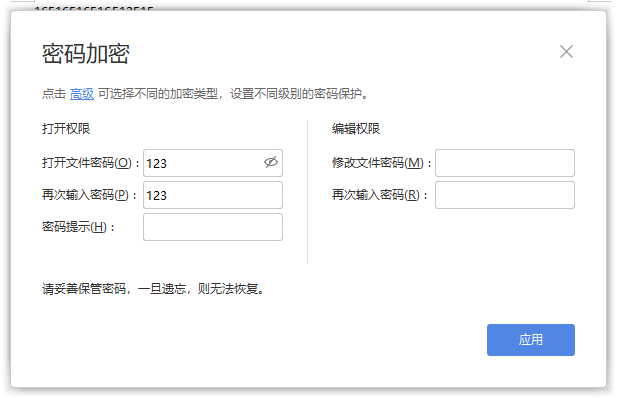 密码加密
点击 高级 可选择不同的加密类型，设置不同级别的密码保护。
打开权限
打开文件密码(O)：123
再次输入密码(P)：123
密码提示(H)：
编辑权限
修改文件密码(M)：
再次输入密码(R)：
请妥善保管密码，一旦遗忘，则无法恢复。
应用